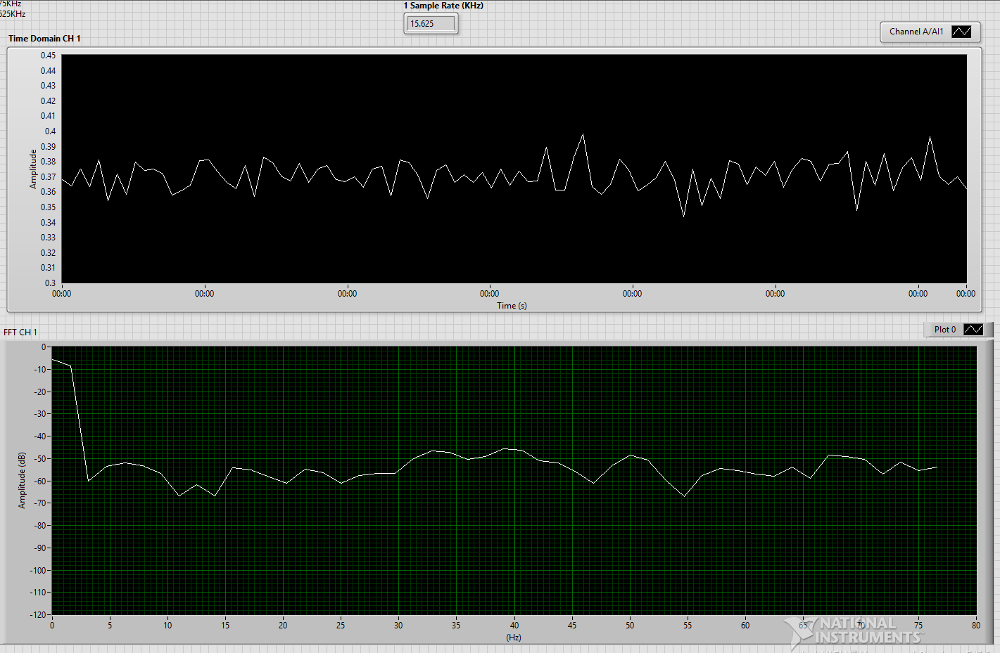 75KHz
625KHz
1 Sample Rate (KHz)
15.625
Channel A/AI1
Time Domain CH 1
0.45
0.44
0.43
0.42
0.41
0.4
0.39
0.38
0.37
0.36
0.35
0.34
0.33
0.32
0.31
0.3
Amplitude
00:00 00:00 00:00 00:00 00:00 00:00 00:00 00:00
Time (s)
FFT CH 1
Plot 0
0
-10
-20
-30
-40
-50
-60
-70
-80
-90
-100
-110
-120
Amplitude (dB)
0 5 10 15 20 25 30 35 40 45 50 55 60 65 70 75 80
(Hz)
NATIONAL
INSTRUMENTS